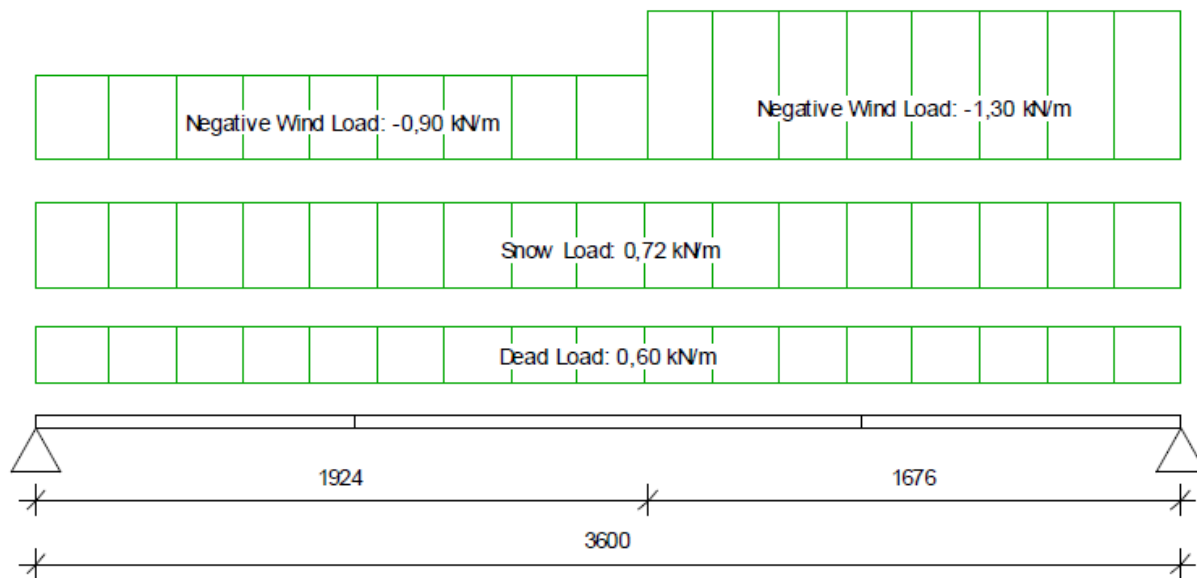 Negative Wind Load: -0,90 kN/m
Negative Wind Load: -1,30 kN/m
Snow Load: 0,72 kN/m
Dead Load: 0,60 kN/m
1924
1676
3600